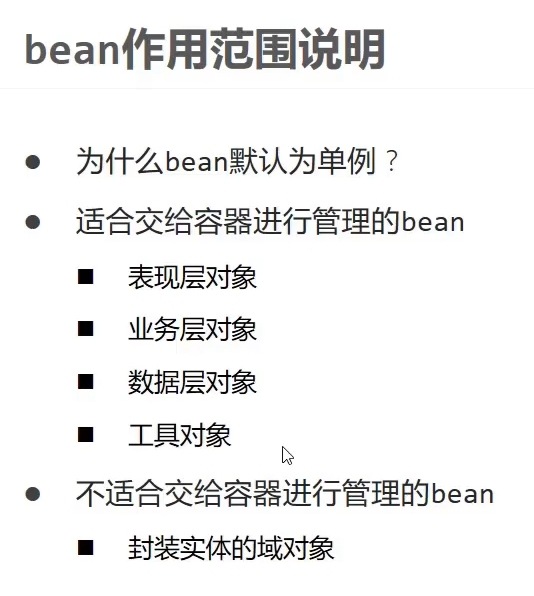 bean作用范围说明
为什么bean默认为单例？
适合交给容器进行管理的bean
表现层对象
业务层对象
数据层对象
工具对象
不适合交给容器进行管理的bean
封装实体的域对象